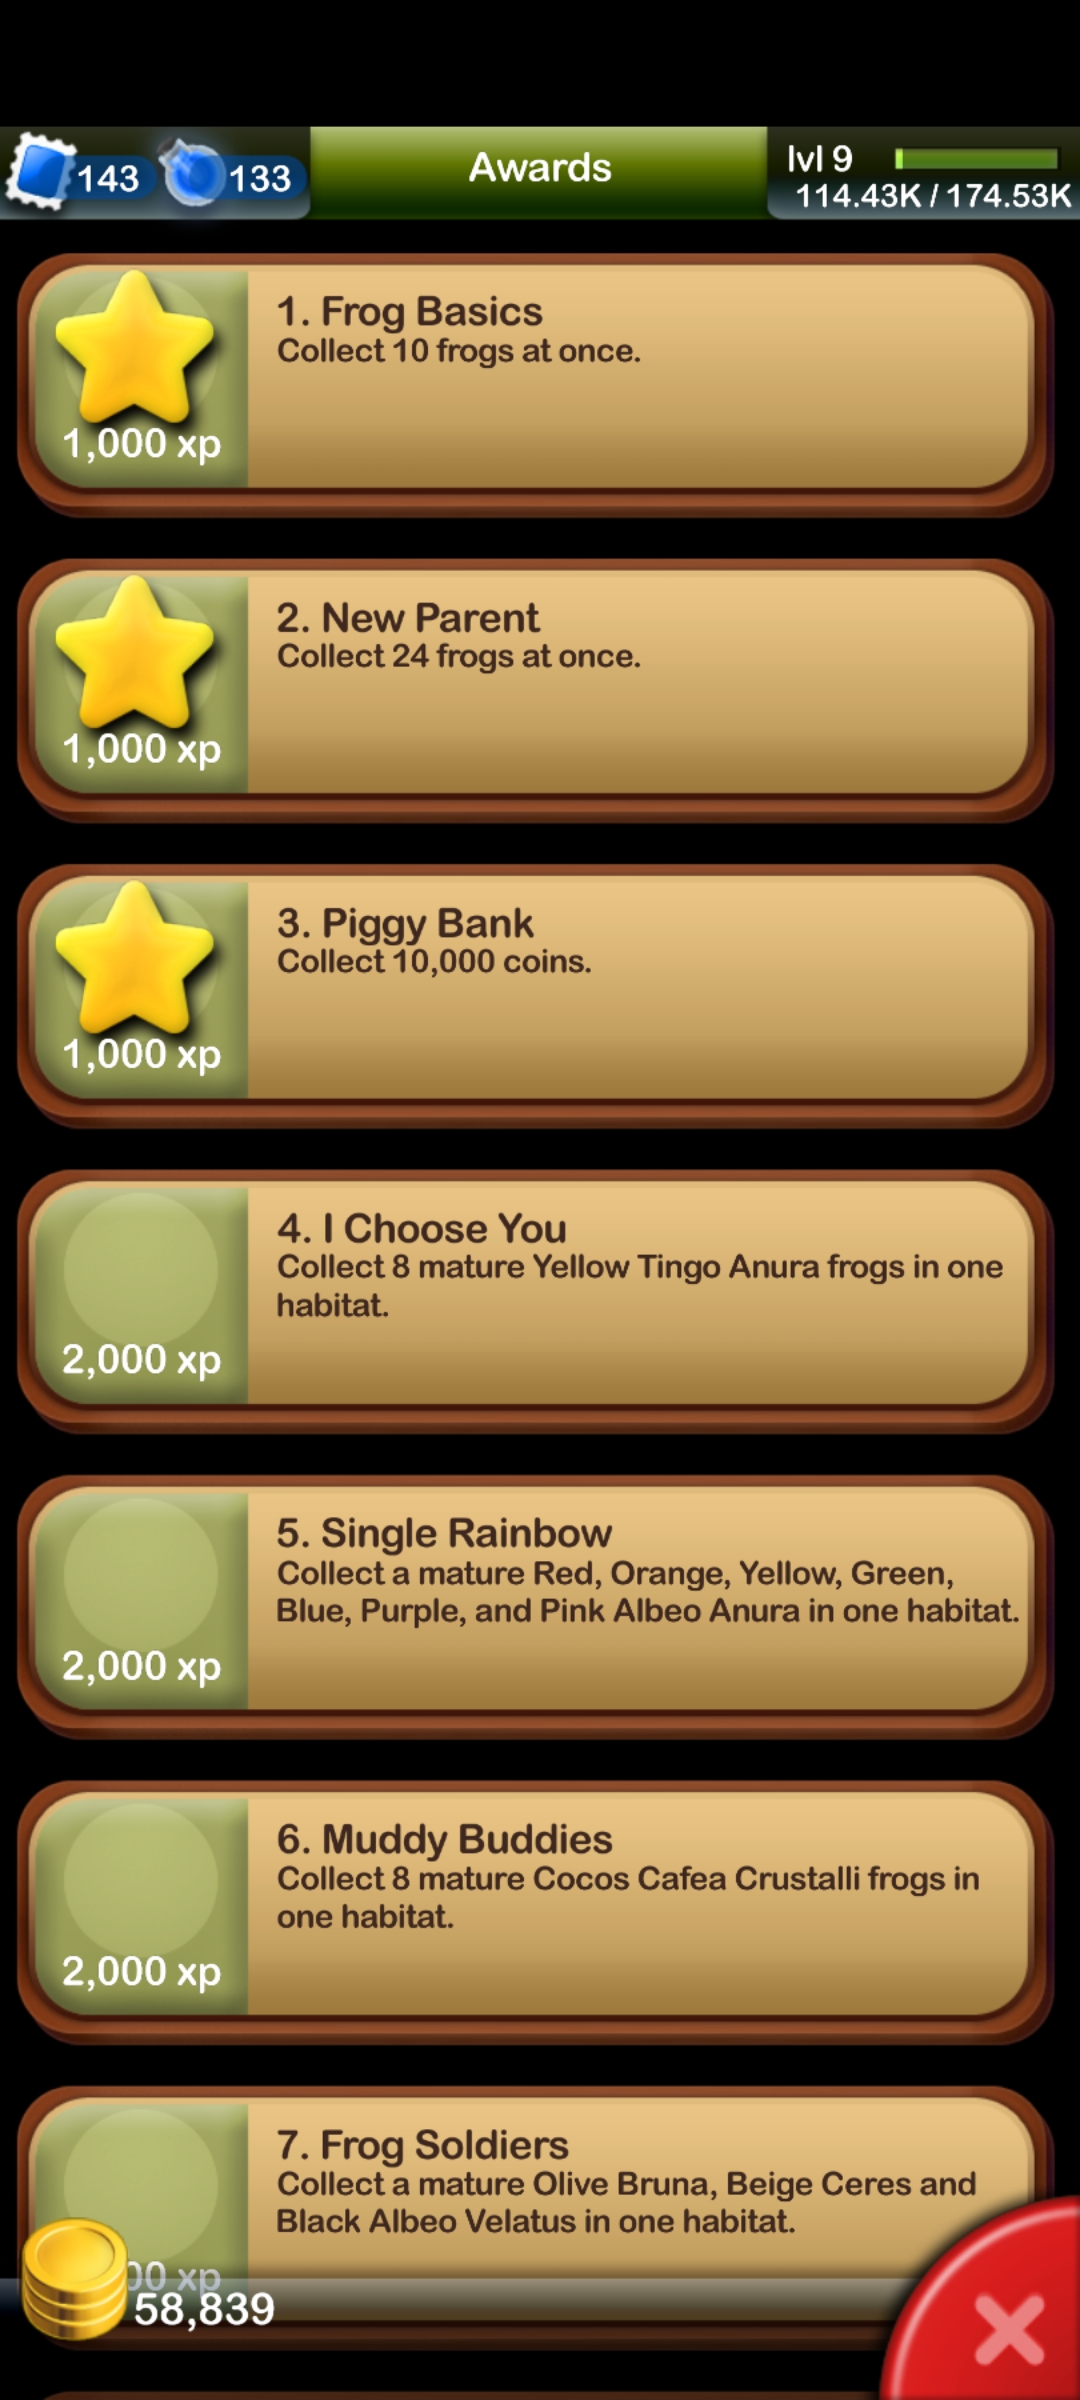 143
133
Awards
lvl 9
114.43K / 174.53K
1. Frog Basics
Collect 10 frogs at once.
1,000 xp
2. New Parent
Collect 24 frogs at once.
1,000 xp
3. Piggy Bank
Collect 10,000 coins.
1,000 xp
4. I Choose You
Collect 8 mature Yellow Tingo Anura frogs in one
habitat.
2,000 xp
5. Single Rainbow
Collect a mature Red, Orange, Yellow, Green,
Blue, Purple, and Pink Albeo Anura in one habitat.
2,000 xp
6. Muddy Buddies
Collect 8 mature Cocos Cafea Crustalli frogs in
one habitat.
2,000 xp
7. Frog Soldiers
Collect a mature Olive Bruna, Beige Ceres and
Black Albeo Velatus in one habitat.
xp
58,839